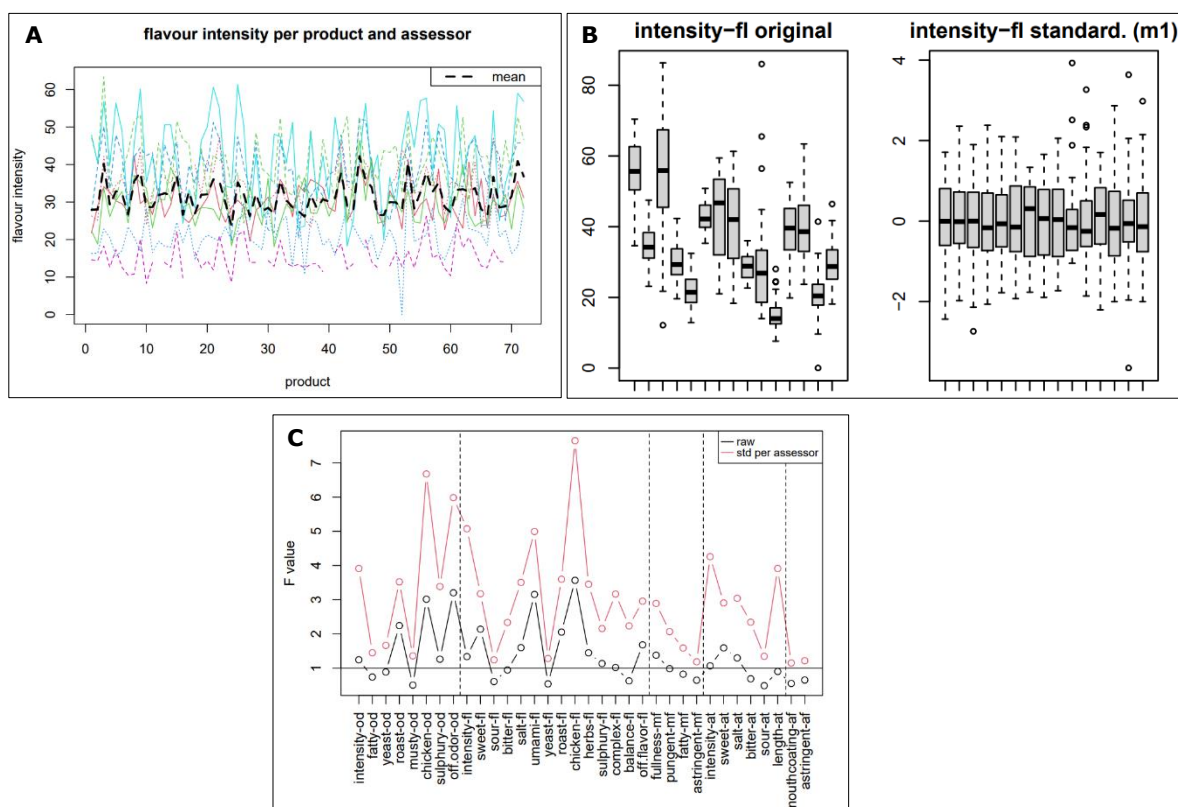 A
flavour intensity per product and assessor
mean
flavour intensity
60
50
40
30
20
10
0
0 10 20 30 40 50 60 70
product
B
intensity-fl original
80
60
40
20
0
intensity-fl standard. (m1)
4
2
0
-2
C
raw
std per assessor
F value
7
6
5
4
3
2
1
intensity-od
fatty-od
yeast-od
roast-od
musty-od
chicken-od
sulphury-od
off.odor-od
intensity-fl
sweet-fl
sour-fl
bitter-fl
salt-fl
umami-fl
yeast-fl
roast-fl
chicken-fl
herbs-fl
sulphury-fl
complex-fl
balance-fl
off.flavor-fl
fullness-mf
pungent-mf
fatty-mf
astringent-mf
intensity-at
sweet-at
salt-at
bitter-at
sour-at
length-at
mouthcoating-af
astringent-af